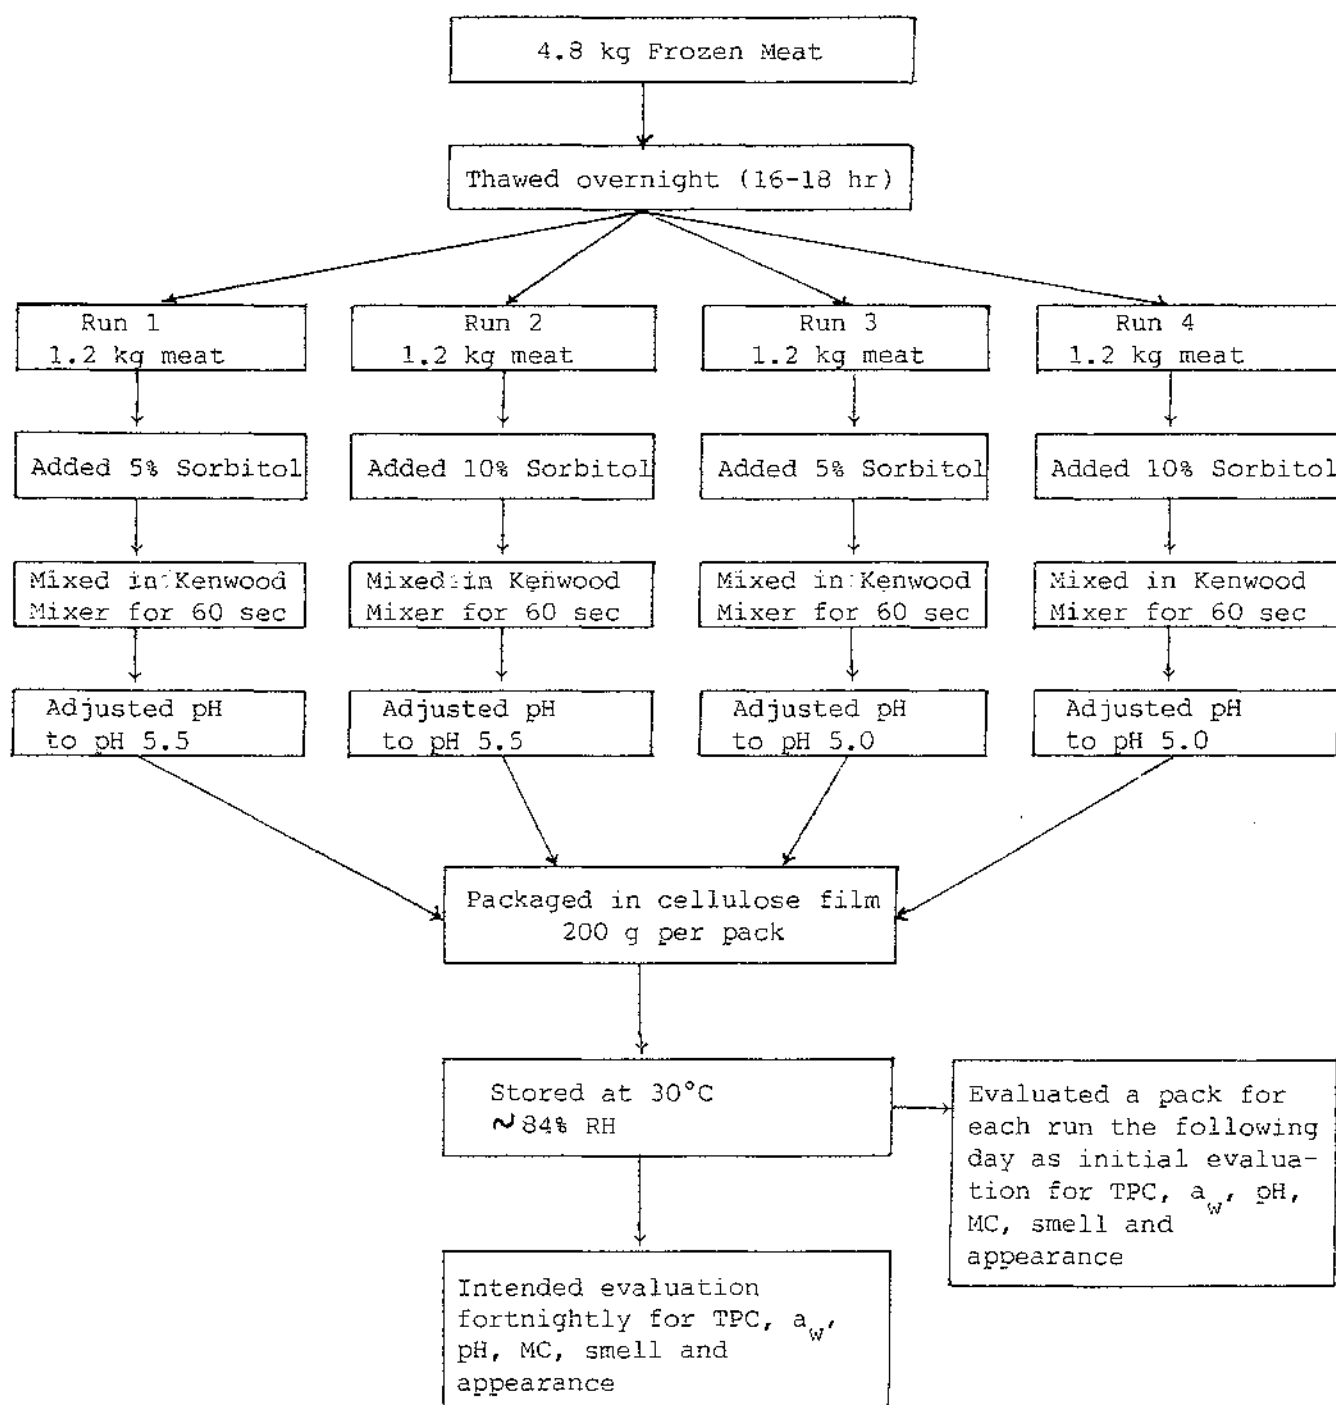 4.8 kg Frozen Meat
Thawed overnight (16-18 hr)
Run 1
1.2 kg meat
Run 2
1.2 kg meat
Run 3
1.2 kg meat
Run 4
1.2 kg meat
Added 5% Sorbitol
Added 10% Sorbitol
Added 5% Sorbitol
Added 10% Sorbitol
Mixed in Kenwood
Mixer for 60 sec
Mixed in Kenwood
Mixer for 60 sec
Mixed in Kenwood
Mixer for 60 sec
Mixed in Kenwood
Mixer for 60 sec
Adjusted pH
to pH 5.5
Adjusted pH
to pH 5.5
Adjusted pH
to pH 5.0
Adjusted pH
to pH 5.0
Packaged in cellulose film
200 g per pack
Stored at 30°C
~84% RH
Evaluated a pack for
each run the following
day as initial evalua-
tion for TPC, a_w, pH,
MC, smell and
appearance
Intended evaluation
fortnightly for TPC, a_w,
pH, MC, smell and
appearance